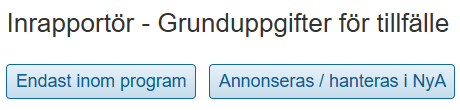 Inrapportör - Grunduppgifter för tillfälle
Endast inom program Annonseras / hanteras i NyA